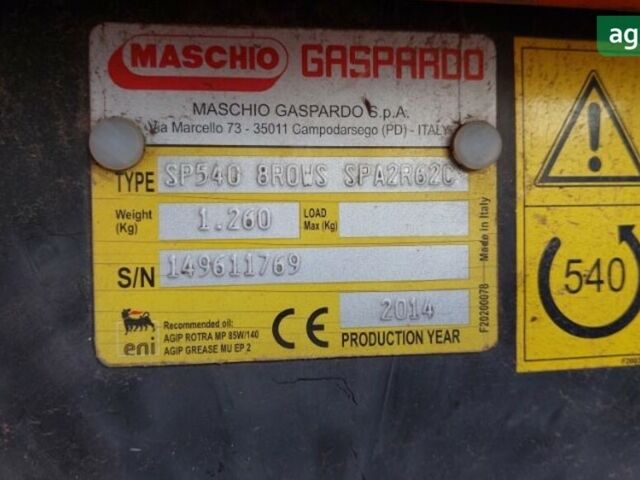 agr
MASCHIO GASPARDO
MASCHIO GASPARDO S.p.A.
Via Marcello 73 - 35011 Campodarsego (PD) - ITALY
TYPE SP540 8ROWS SPA2R62C
Weight (Kg) 1.260 LOAD Max (Kg)
S/N 149611769
eni
Recommended oil:
AGIP ROTRA MP 85W/140
AGIP GREASE MU EP 2
CE
2014
PRODUCTION YEAR
F20200078 Made in Italy
540